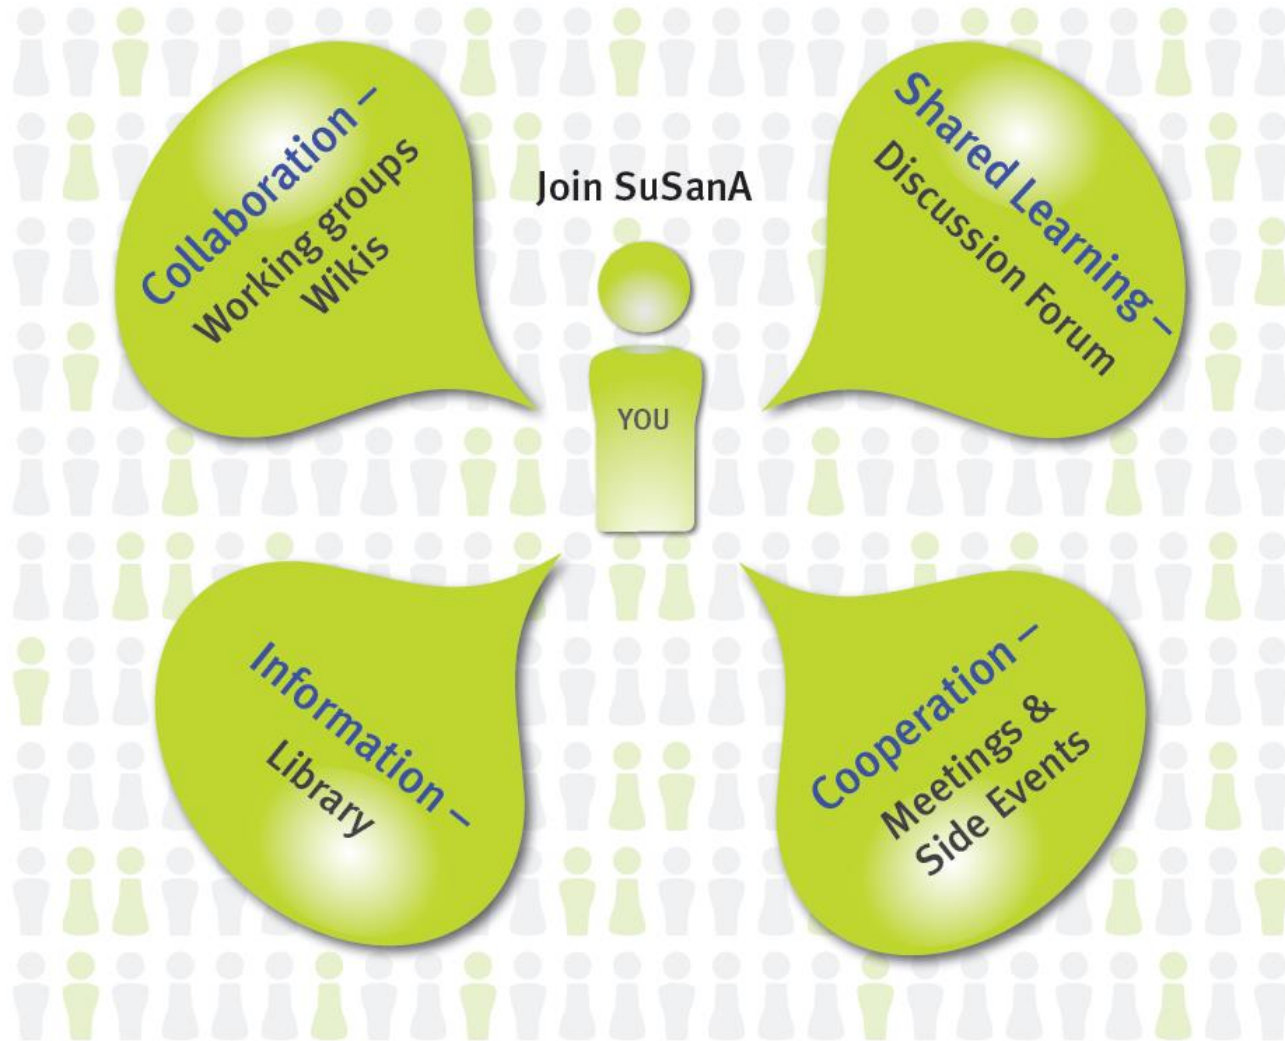 Collaboration –
Working groups
Wikis
Join SuSanA
Shared Learning –
Discussion Forum
YOU
Information –
Library
Cooperation –
Meetings &
Side Events